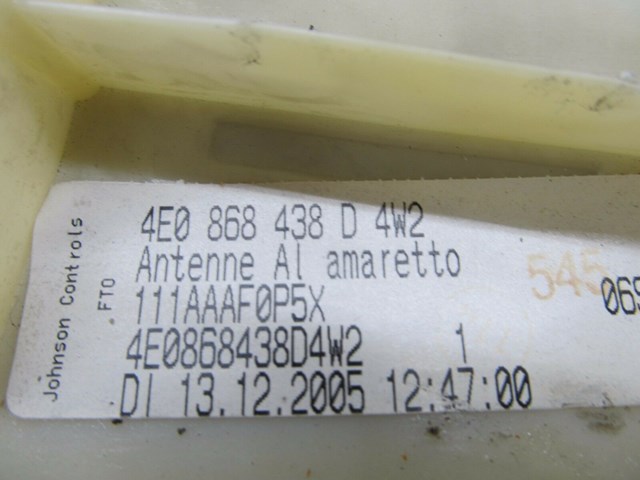 Johnson Controls
FTO
4E0 868 438 D 4W2
Antenne Al amaretto
111AAAF0P5X
4E0868438D4W2 1
DI 13.12.2005 12:47:00
545